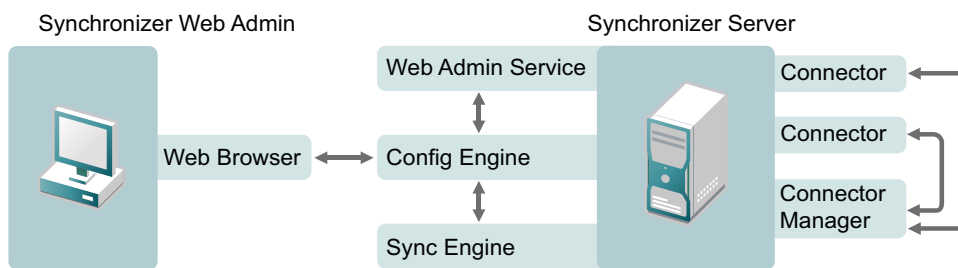 Synchronizer Web Admin
Synchronizer Server
Web Browser
Web Admin Service
Config Engine
Sync Engine
Connector
Connector
Connector
Manager